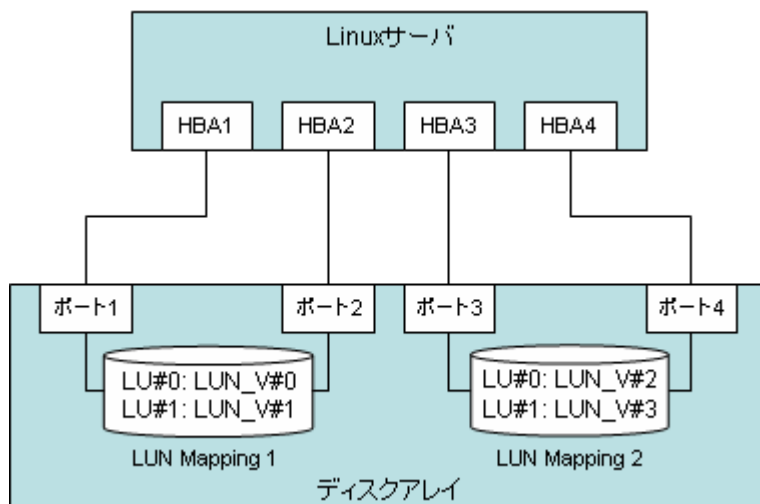 Linuxサーバ
HBA1
HBA2
HBA3
HBA4
ポート1
ポート2
ポート3
ポート4
LU#0: LUN_V#0
LU#1: LUN_V#1
LU#0: LUN_V#2
LU#1: LUN_V#3
LUN Mapping 1
LUN Mapping 2
ディスクアレイ